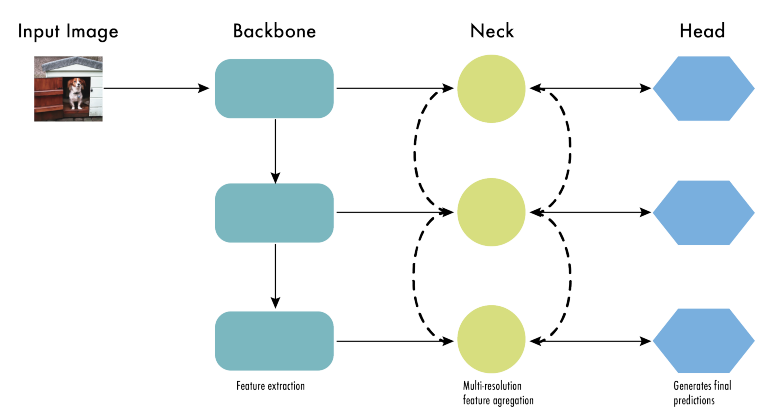 Input Image
Backbone
Neck
Head
Feature extraction
Multi-resolution
feature agregation
Generates final
predictions